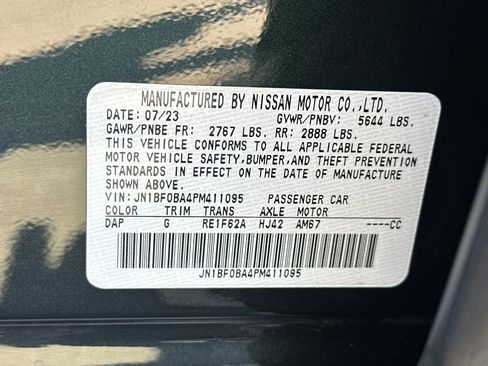 MANUFACTURED BY NISSAN MOTOR CO.,LTD.
DATE: 07/23 GVWR/PNBV: 5644 LBS.
GAWR/PNBE FR: 2767 LBS. RR: 2888 LBS.
THIS VEHICLE CONFORMS TO ALL APPLICABLE FEDERAL
MOTOR VEHICLE SAFETY,BUMPER,AND THEFT PREVENTION
STANDARDS IN EFFECT ON THE DATE OF MANUFACTURE
SHOWN ABOVE.
VIN:JN1BF0BA4PM411095 PASSENGER CAR
COLOR TRIM TRANS AXLE MOTOR
DAP G RE1F62A HJ42 AM67 ----CC
JN1BF0BA4PM411095